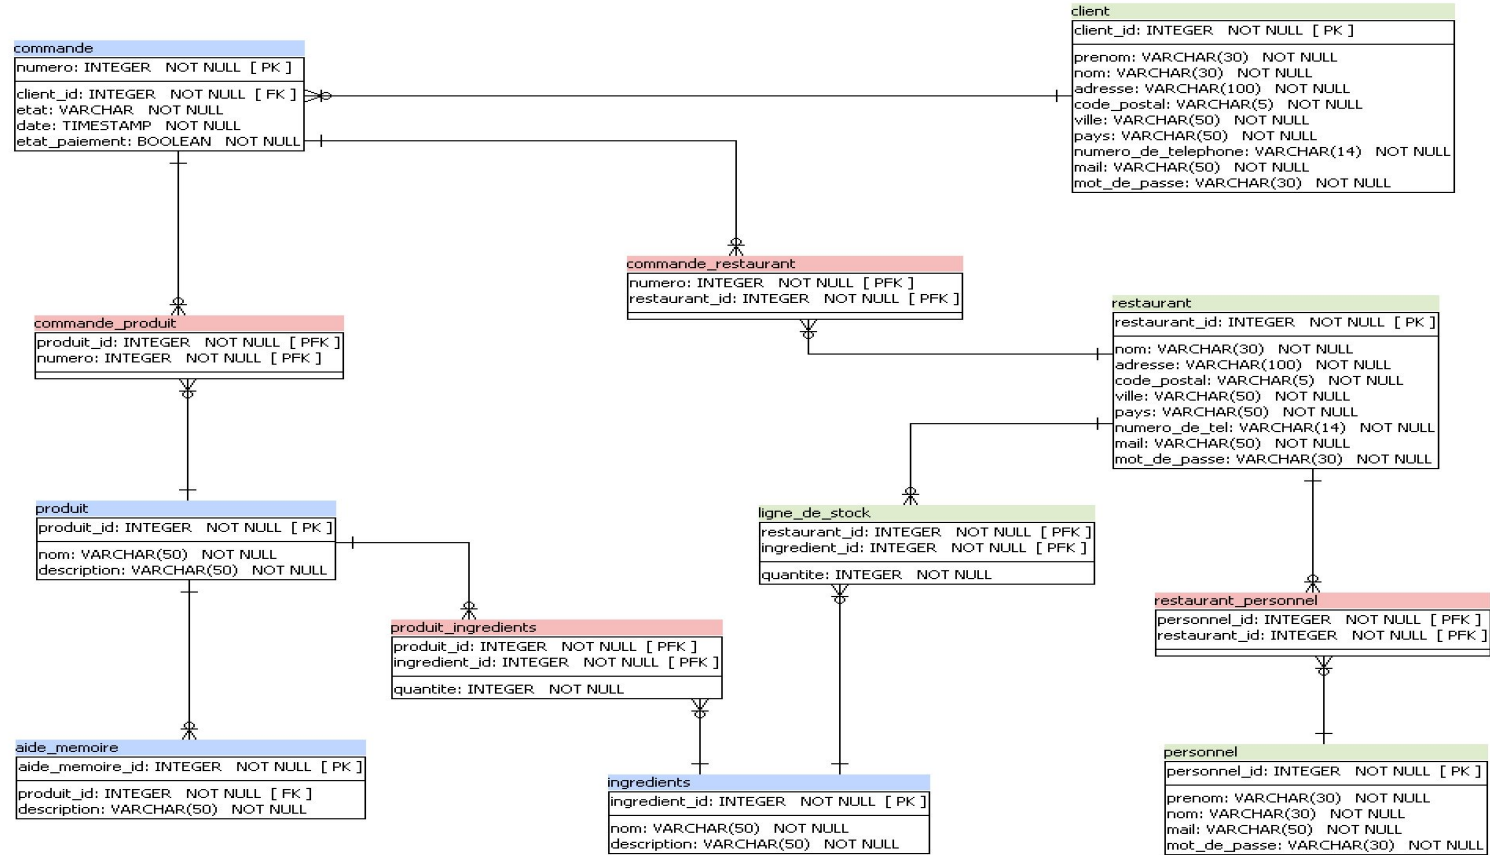 client
client_id: INTEGER NOT NULL [ PK ]
prenom: VARCHAR(30) NOT NULL
nom: VARCHAR(30) NOT NULL
adresse: VARCHAR(100) NOT NULL
code_postal: VARCHAR(5) NOT NULL
ville: VARCHAR(50) NOT NULL
pays: VARCHAR(50) NOT NULL
numero_de_telephone: VARCHAR(14) NOT NULL
mail: VARCHAR(50) NOT NULL
mot_de_passe: VARCHAR(30) NOT NULL
commande
numero: INTEGER NOT NULL [ PK ]
client_id: INTEGER NOT NULL [ FK ]
etat: VARCHAR NOT NULL
date: TIMESTAMP NOT NULL
etat_paiement: BOOLEAN NOT NULL
commande_restaurant
numero: INTEGER NOT NULL [ PFK ]
restaurant_id: INTEGER NOT NULL [ PFK ]
restaurant
restaurant_id: INTEGER NOT NULL [ PK ]
nom: VARCHAR(30) NOT NULL
adresse: VARCHAR(100) NOT NULL
code_postal: VARCHAR(5) NOT NULL
ville: VARCHAR(50) NOT NULL
pays: VARCHAR(50) NOT NULL
numero_de_tel: VARCHAR(14) NOT NULL
mail: VARCHAR(50) NOT NULL
mot_de_passe: VARCHAR(30) NOT NULL
commande_produit
produit_id: INTEGER NOT NULL [ PFK ]
numero: INTEGER NOT NULL [ PFK ]
produit
produit_id: INTEGER NOT NULL [ PK ]
nom: VARCHAR(50) NOT NULL
description: VARCHAR(50) NOT NULL
ligne_de_stock
restaurant_id: INTEGER NOT NULL [ PFK ]
ingredient_id: INTEGER NOT NULL [ PFK ]
quantite: INTEGER NOT NULL
restaurant_personnel
personnel_id: INTEGER NOT NULL [ PFK ]
restaurant_id: INTEGER NOT NULL [ PFK ]
produit_ingredients
produit_id: INTEGER NOT NULL [ PFK ]
ingredient_id: INTEGER NOT NULL [ PFK ]
quantite: INTEGER NOT NULL
aide_memoire
aide_memoire_id: INTEGER NOT NULL [ PK ]
produit_id: INTEGER NOT NULL [ FK ]
description: VARCHAR(50) NOT NULL
ingredients
ingredient_id: INTEGER NOT NULL [ PK ]
nom: VARCHAR(50) NOT NULL
description: VARCHAR(50) NOT NULL
personnel
personnel_id: INTEGER NOT NULL [ PK ]
prenom: VARCHAR(30) NOT NULL
nom: VARCHAR(30) NOT NULL
mail: VARCHAR(50) NOT NULL
mot_de_passe: VARCHAR(30) NOT NULL